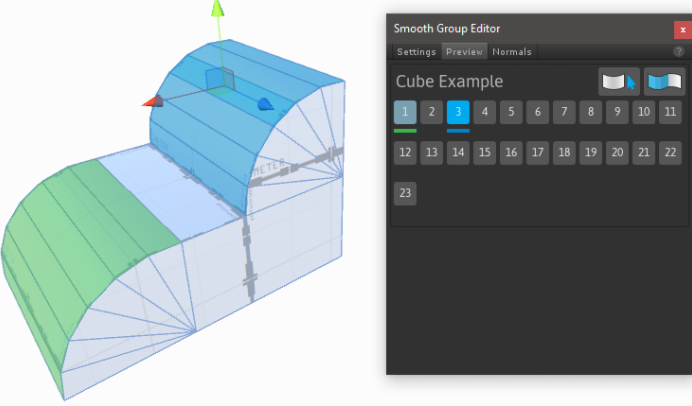 Smooth Group Editor
x
Settings Preview Normals ?
Cube Example
1 2 3 4 5 6 7 8 9 10 11
12 13 14 15 16 17 18 19 20 21 22
23
METER